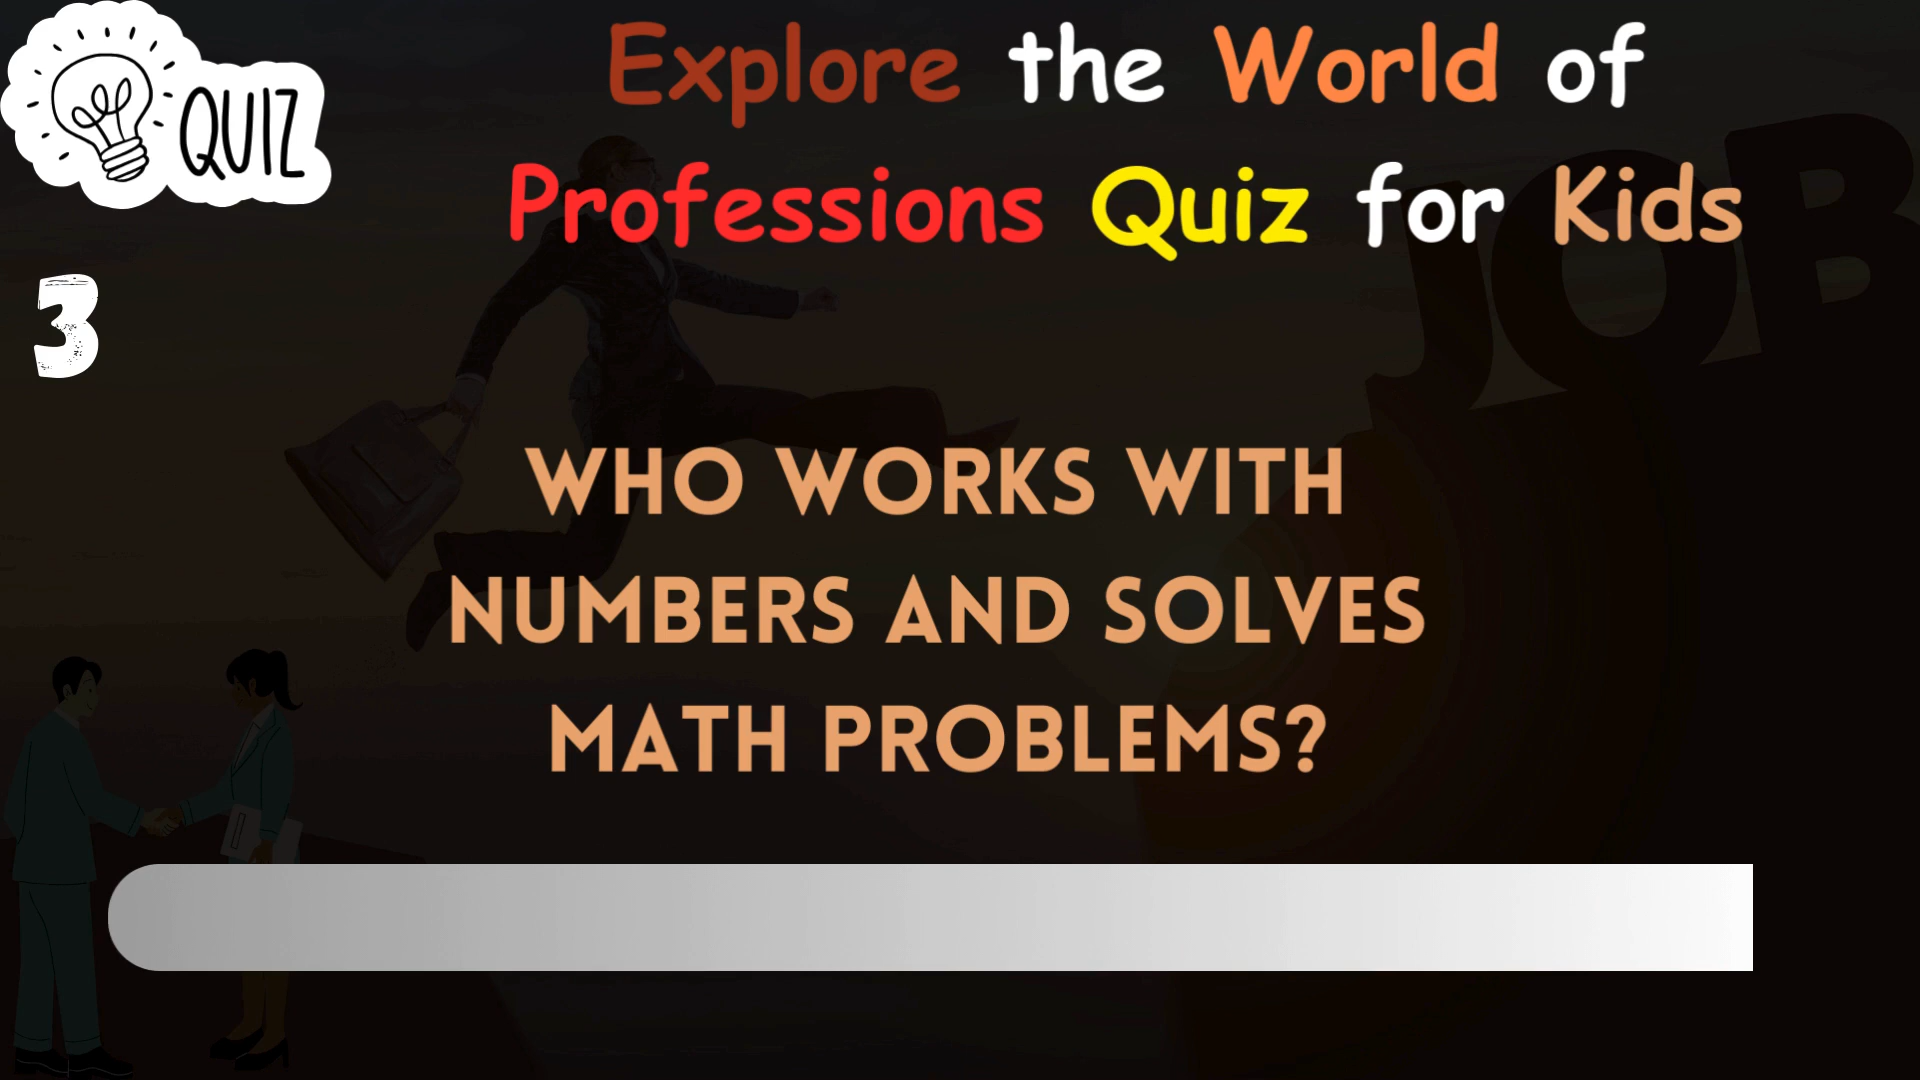 QUIZ
Explore the World of
Professions Quiz for Kids
JOB
3
WHO WORKS WITH
NUMBERS AND SOLVES
MATH PROBLEMS?